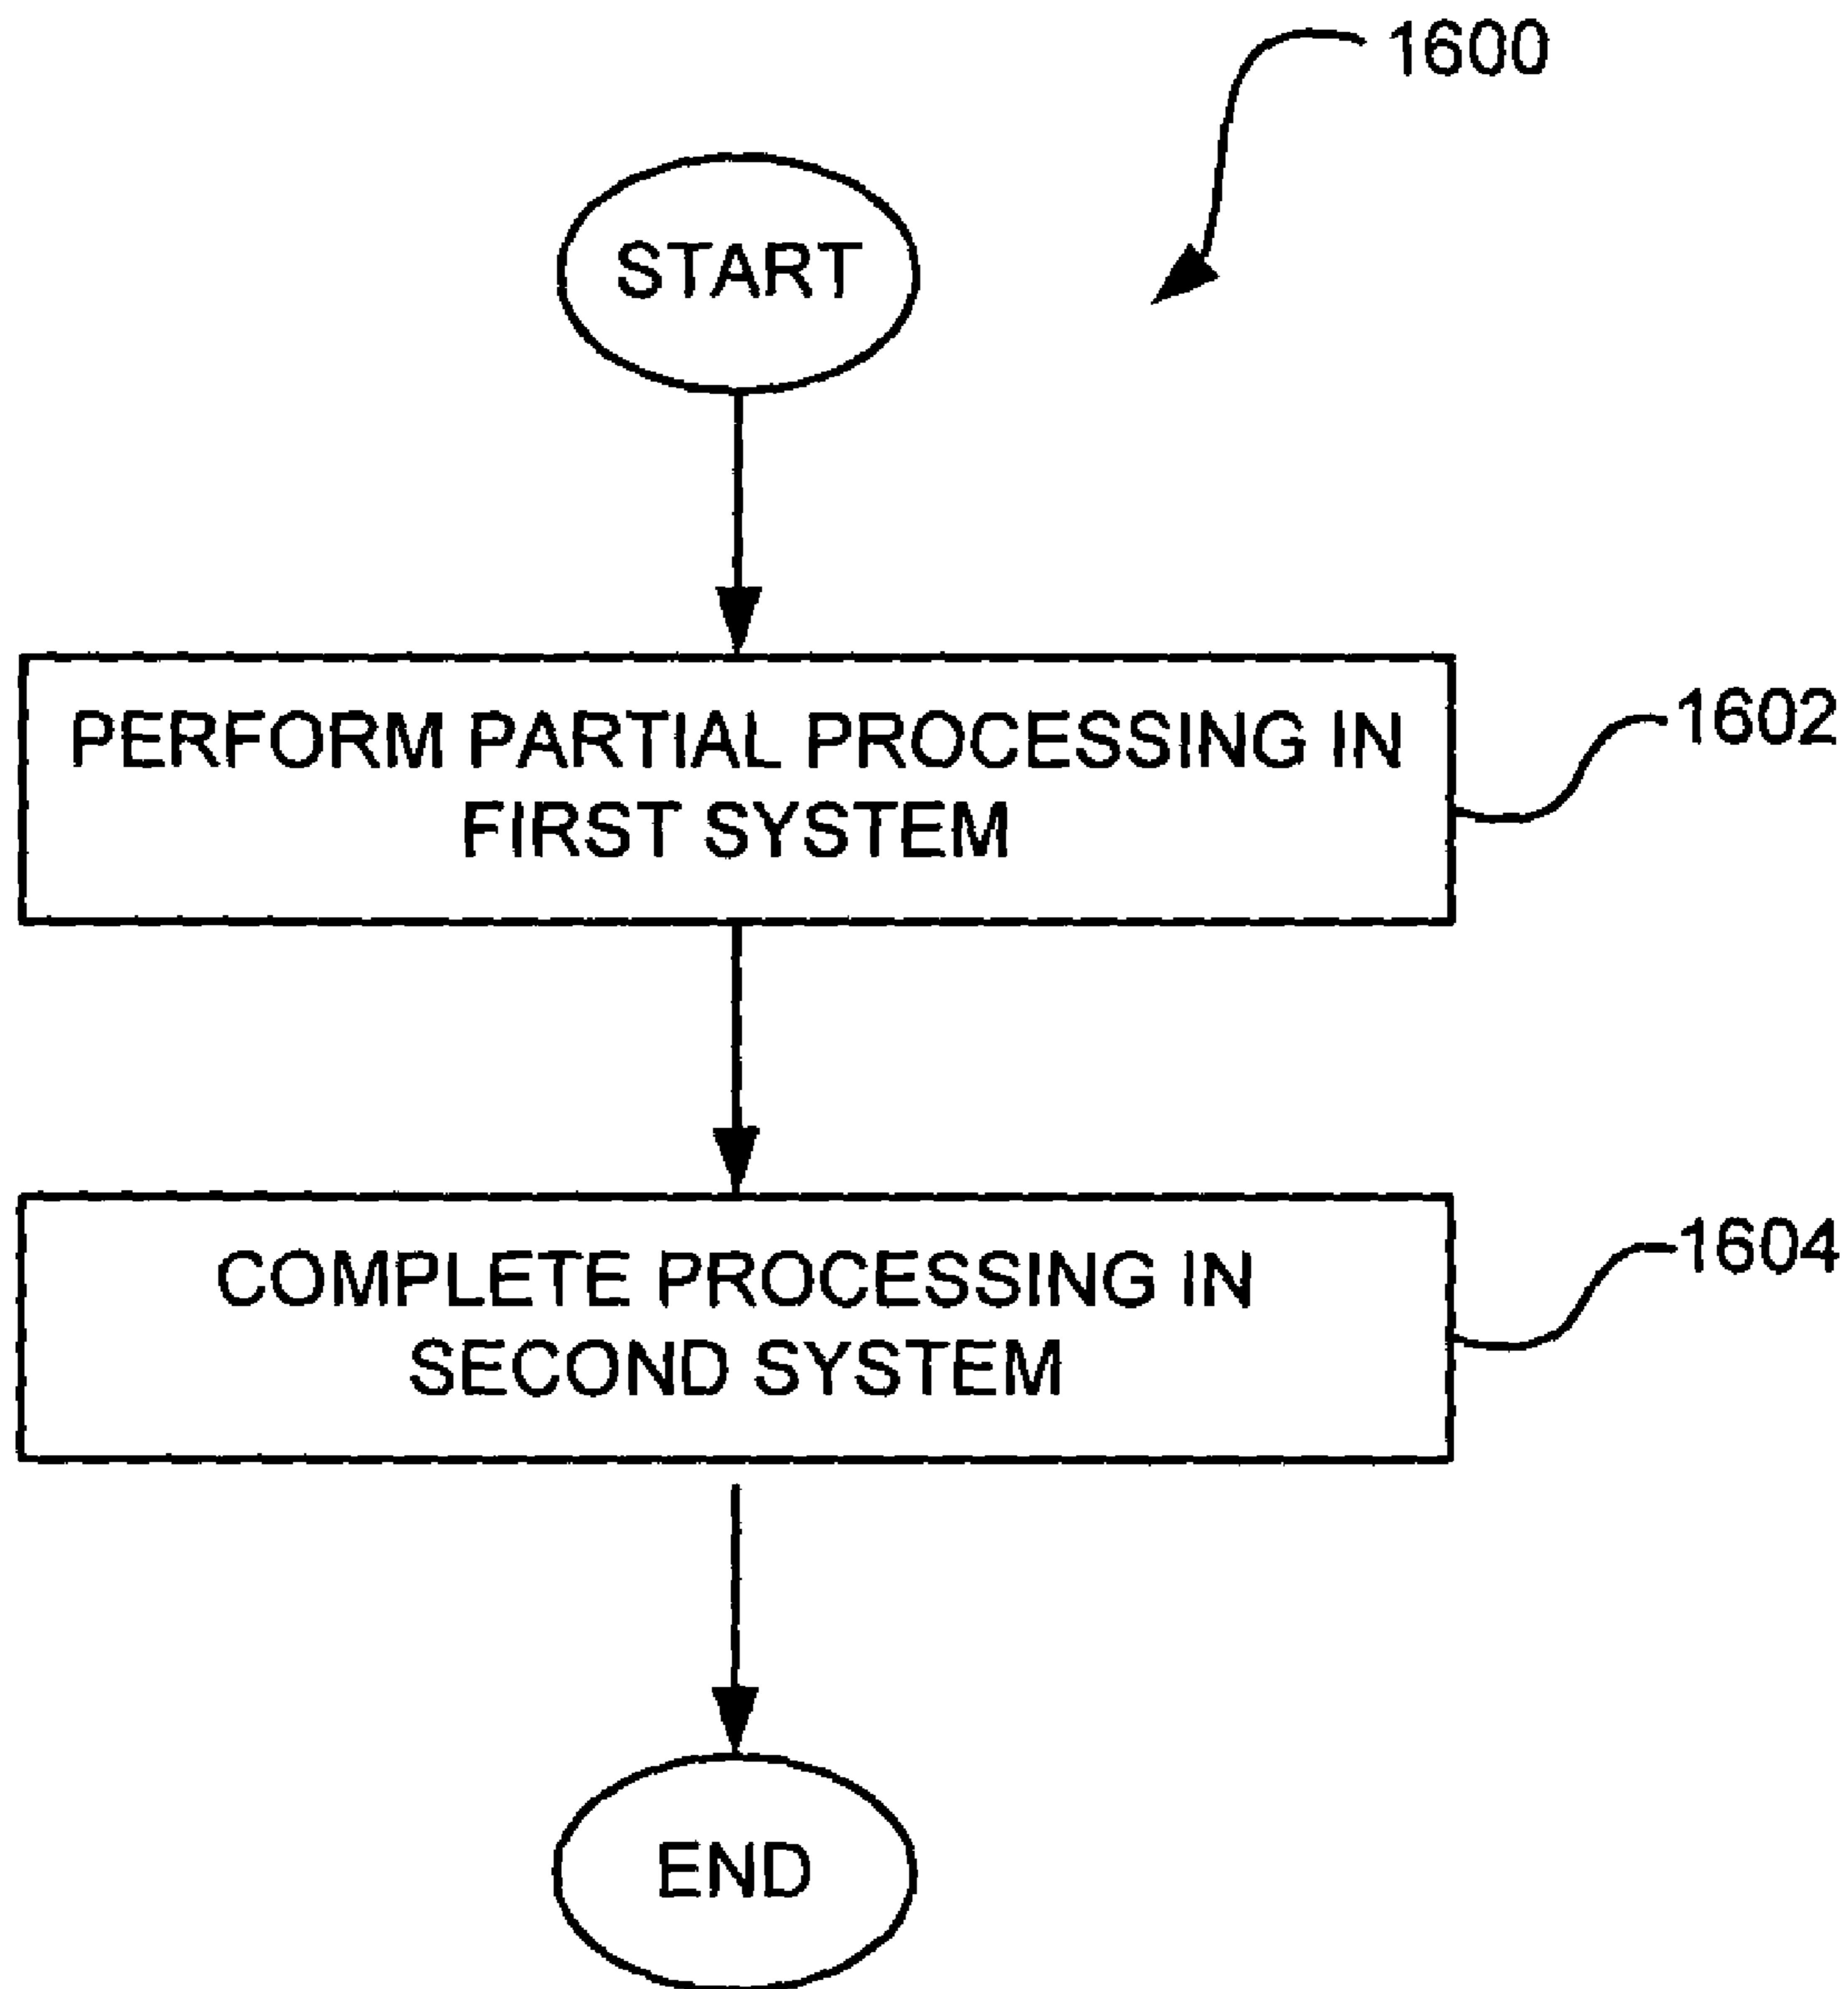 1600
START
PERFORM PARTIAL PROCESSING IN
FIRST SYSTEM
1602
COMPLETE PROCESSING IN
SECOND SYSTEM
1604
END